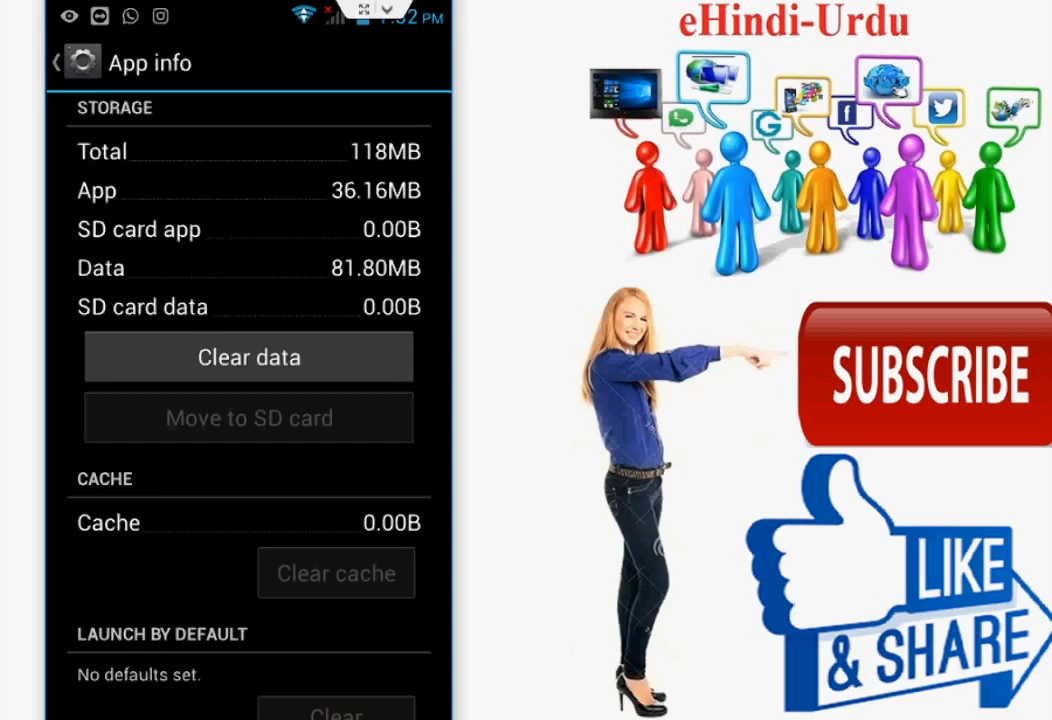 PM
App info
STORAGE
Total 118MB
App 36.16MB
SD card app 0.00B
Data 81.80MB
SD card data 0.00B
Clear data
Move to SD card
CACHE
Cache 0.00B
Clear cache
LAUNCH BY DEFAULT
No defaults set.
Clear
eHindi-Urdu
SUBSCRIBE
LIKE
& SHARE